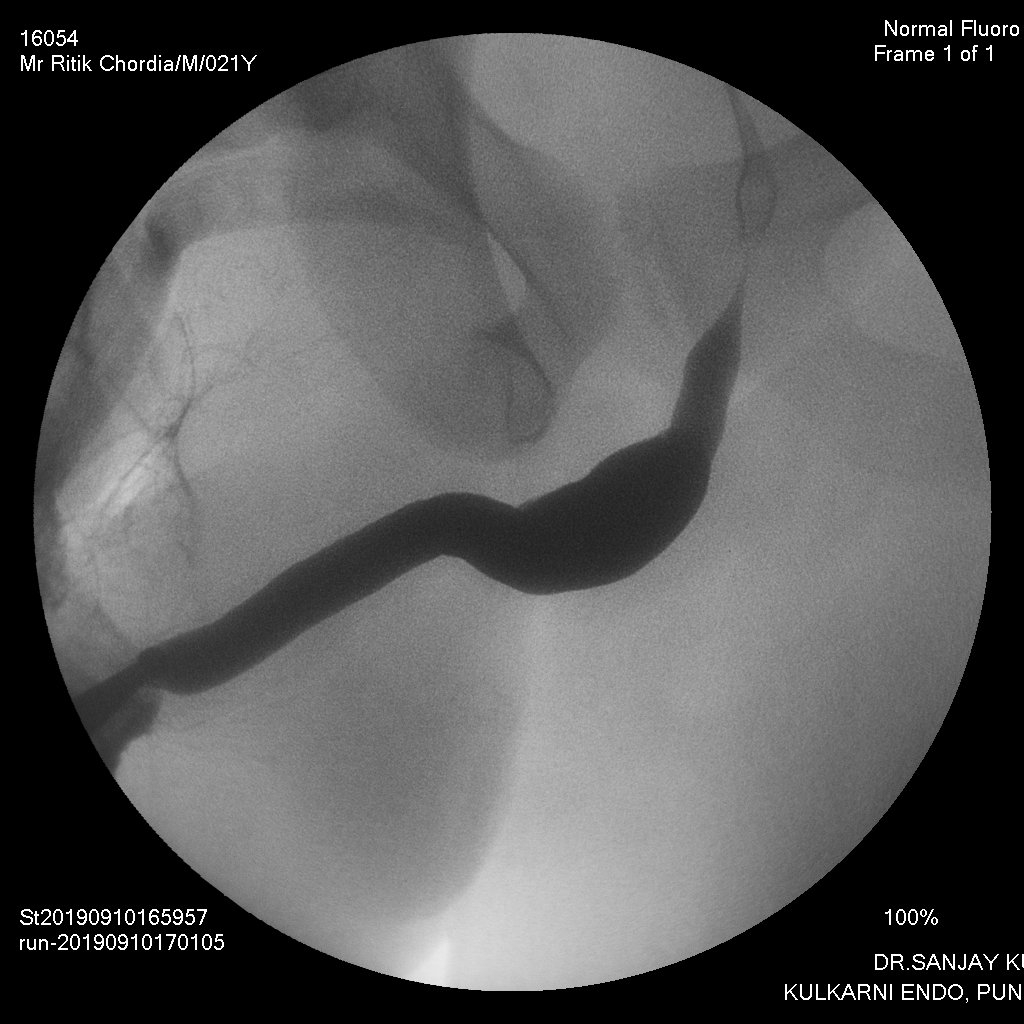 16054
Mr Ritik Chordia/M/021Y
Normal Fluoro
Frame 1 of 1
St20190910165957
run-20190910170105
100%
DR.SANJAY KU
KULKARNI ENDO, PUN